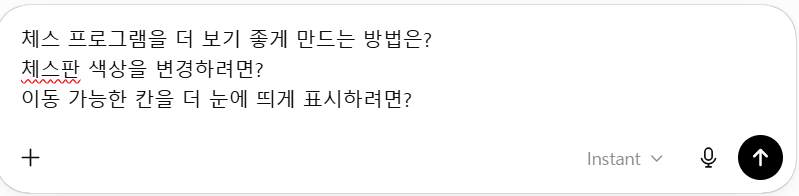 체스 프로그램을 더 보기 좋게 만드는 방법은?
체스판 색상을 변경하려면?
이동 가능한 칸을 더 눈에 띄게 표시하려면?
Instant